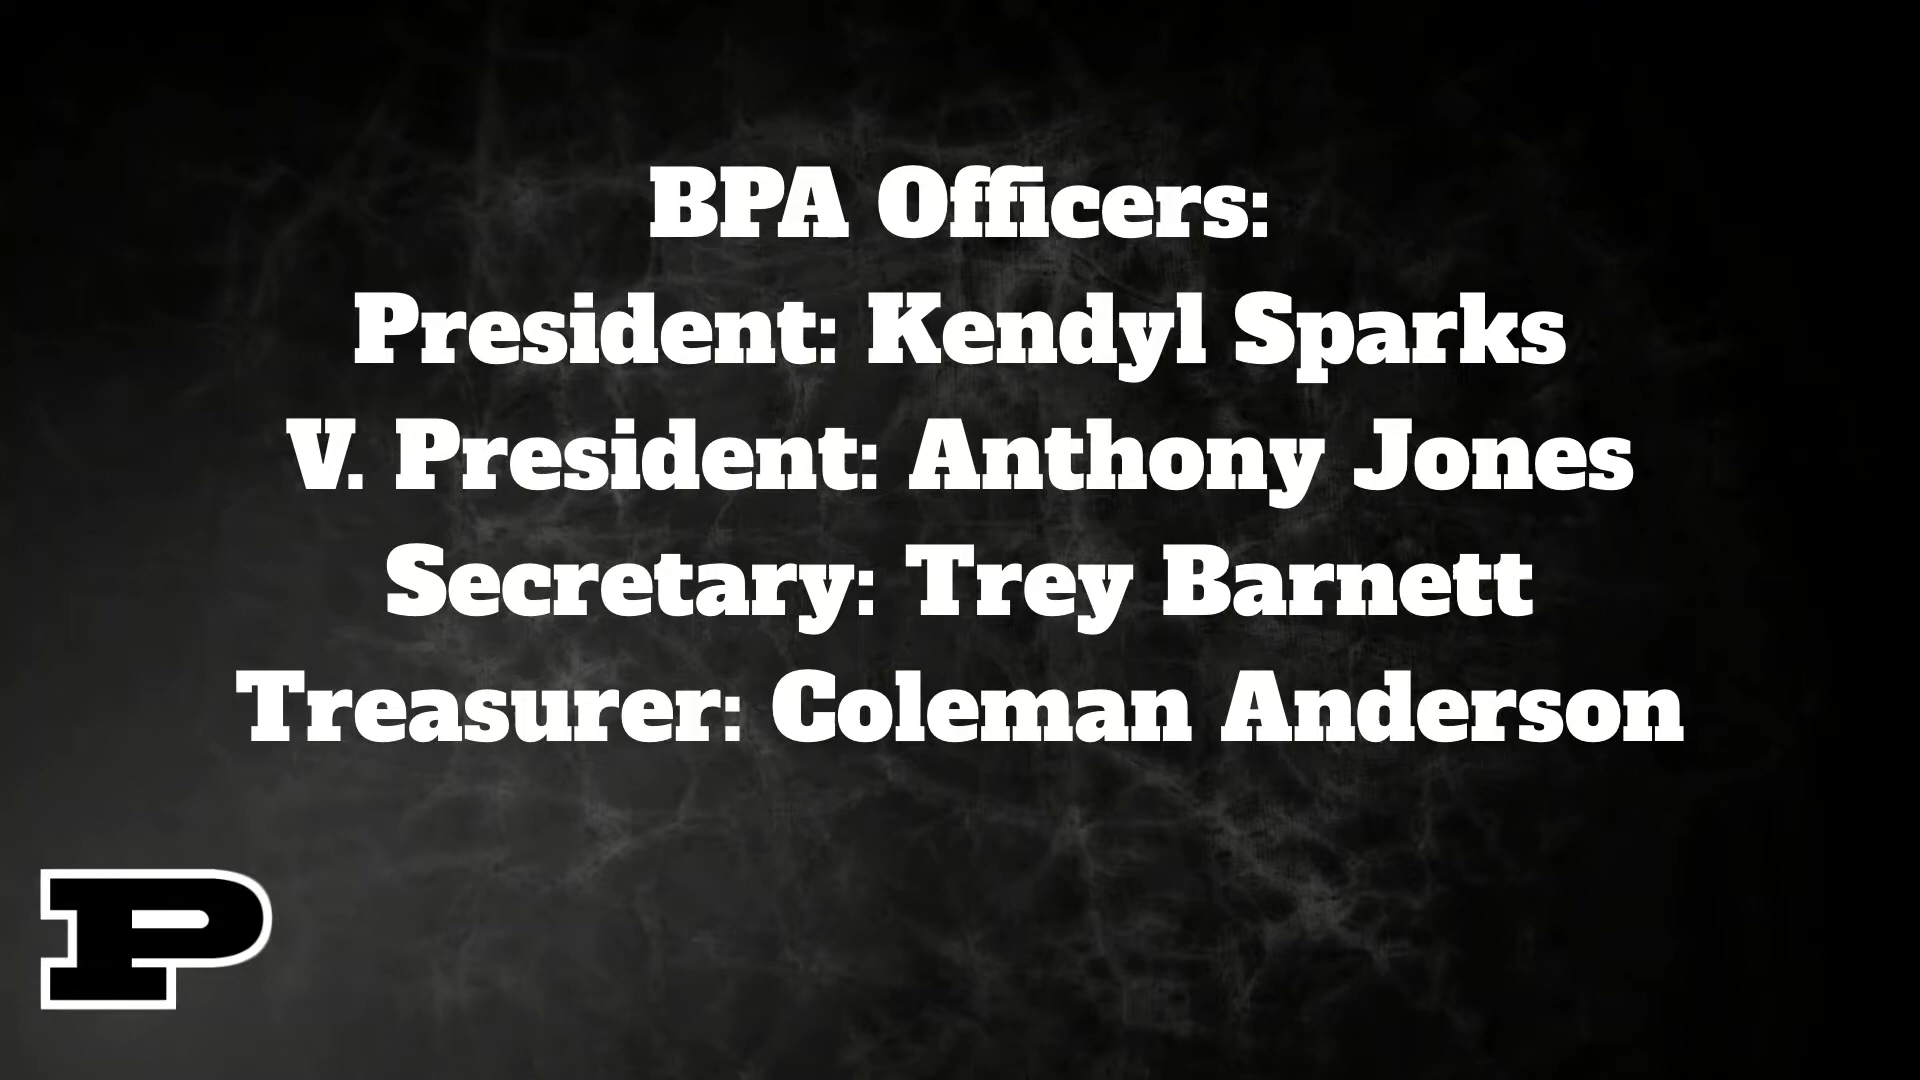 BPA Officers:
President: Kendyl Sparks
V. President: Anthony Jones
Secretary: Trey Barnett
Treasurer: Coleman Anderson
P